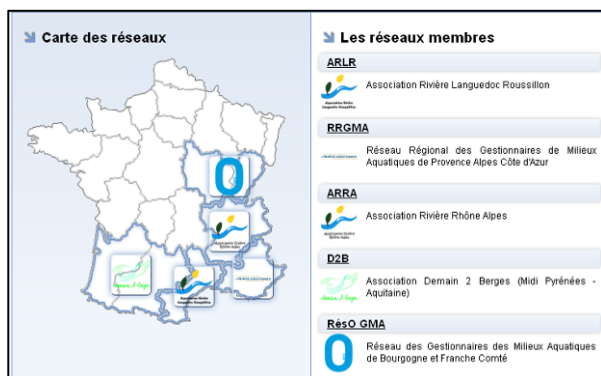 Carte des réseaux
Les réseaux membres
ARLR
Association Rivière Languedoc Roussillon
RRGMA
Réseau Régional des Gestionnaires de Milieux
Aquatiques de Provence Alpes Côte d'Azur
ARRA
Association Rivière Rhône Alpes
D2B
Association Demain 2 Berges (Midi Pyrénées -
Aquitaine)
RésO GMA
Réseau des Gestionnaires des Milieux Aquatiques
de Bourgogne et Franche Comté